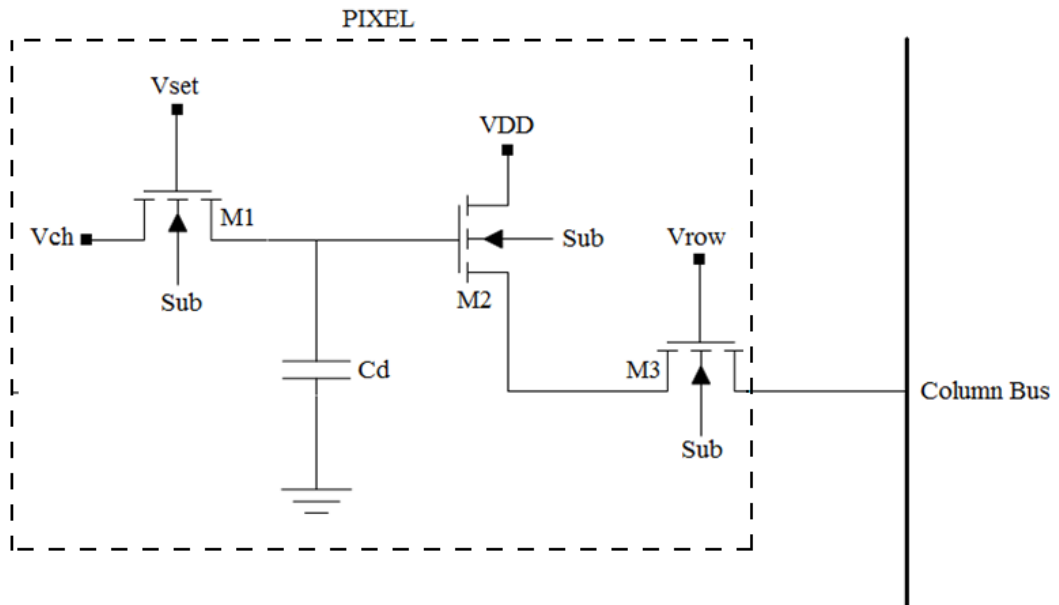 PIXEL
Vset
VDD
M1
Vch
Sub
Vrow
Sub
M2
Cd
M3
Column Bus
Sub